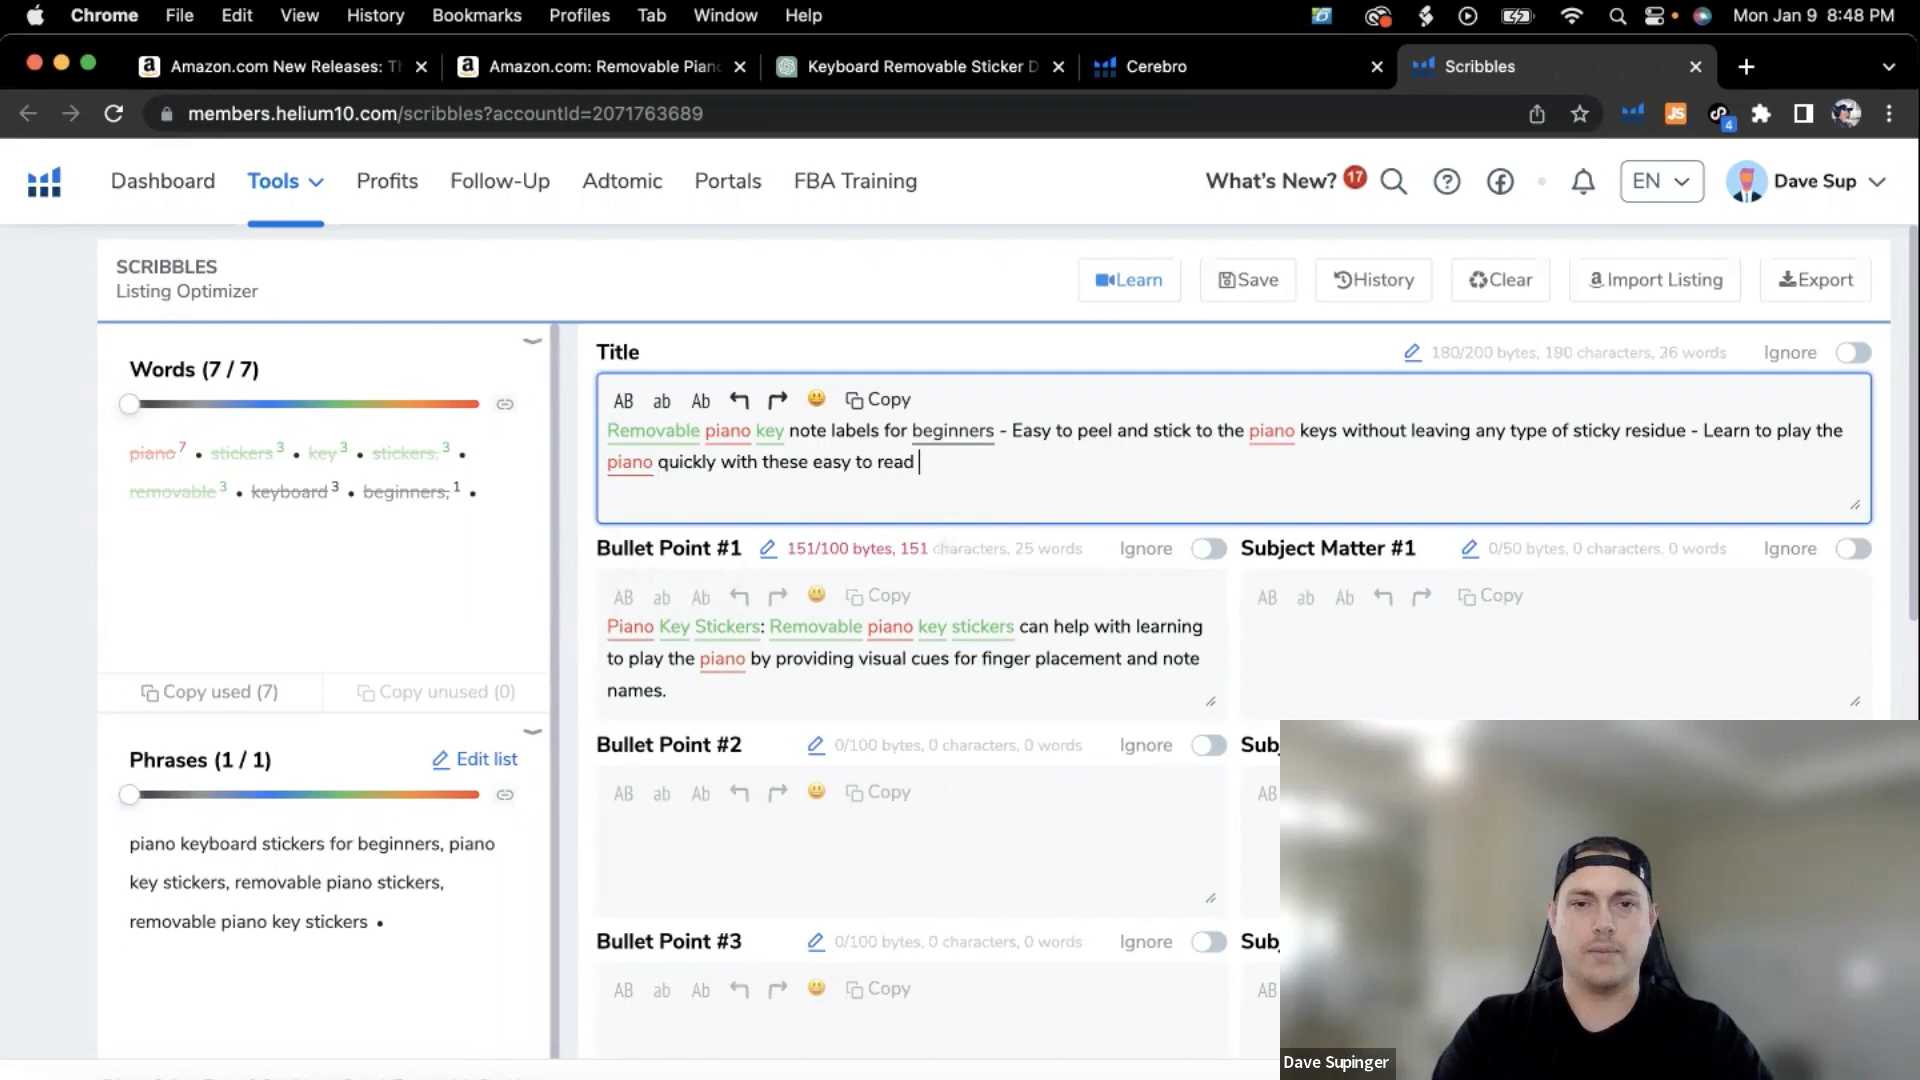 Chrome File Edit View History Bookmarks Profiles Tab Window Help Mon Jan 9 8:48 PM
Amazon.com New Releases: Amazon.com: Removable Keyboard Removable Sticker Cerebro Scribbles
members.helium10.com/scribbles?accountId=2071763689 JS 4
Dashboard Tools Profits Follow-Up Adtomic Portals FBA Training What's New? 17 EN Dave Sup
SCRIBBLES
Listing Optimizer
Learn Save History Clear Import Listing Export
Words (7 / 7)
piano 7 • stickers 3 • key 3 • stickers, 3 •
removable 3 • keyboard 3 • beginners, 1 •
Copy used (7) Copy unused (0)
Phrases (1 / 1) Edit list
piano keyboard stickers for beginners, piano
key stickers, removable piano stickers,
removable piano key stickers •
Title 180/200 bytes, 180 characters, 36 words Ignore
AB ab Ab Copy
Removable piano key note labels for beginners - Easy to peel and stick to the piano keys without leaving any type of sticky residue - Learn to play the
piano quickly with these easy to read
Bullet Point #1 151/100 bytes, 151 characters, 25 words Ignore
AB ab Ab Copy
Piano Key Stickers: Removable piano key stickers can help with learning
to play the piano by providing visual cues for finger placement and note
names.
Subject Matter #1 0/50 bytes, 0 characters, 0 words Ignore
AB ab Ab Copy
Bullet Point #2 0/100 bytes, 0 characters, 0 words Ignore
AB ab Ab Copy
AB
Bullet Point #3 0/100 bytes, 0 characters, 0 words Ignore
AB ab Ab Copy
AB
Dave Supinger